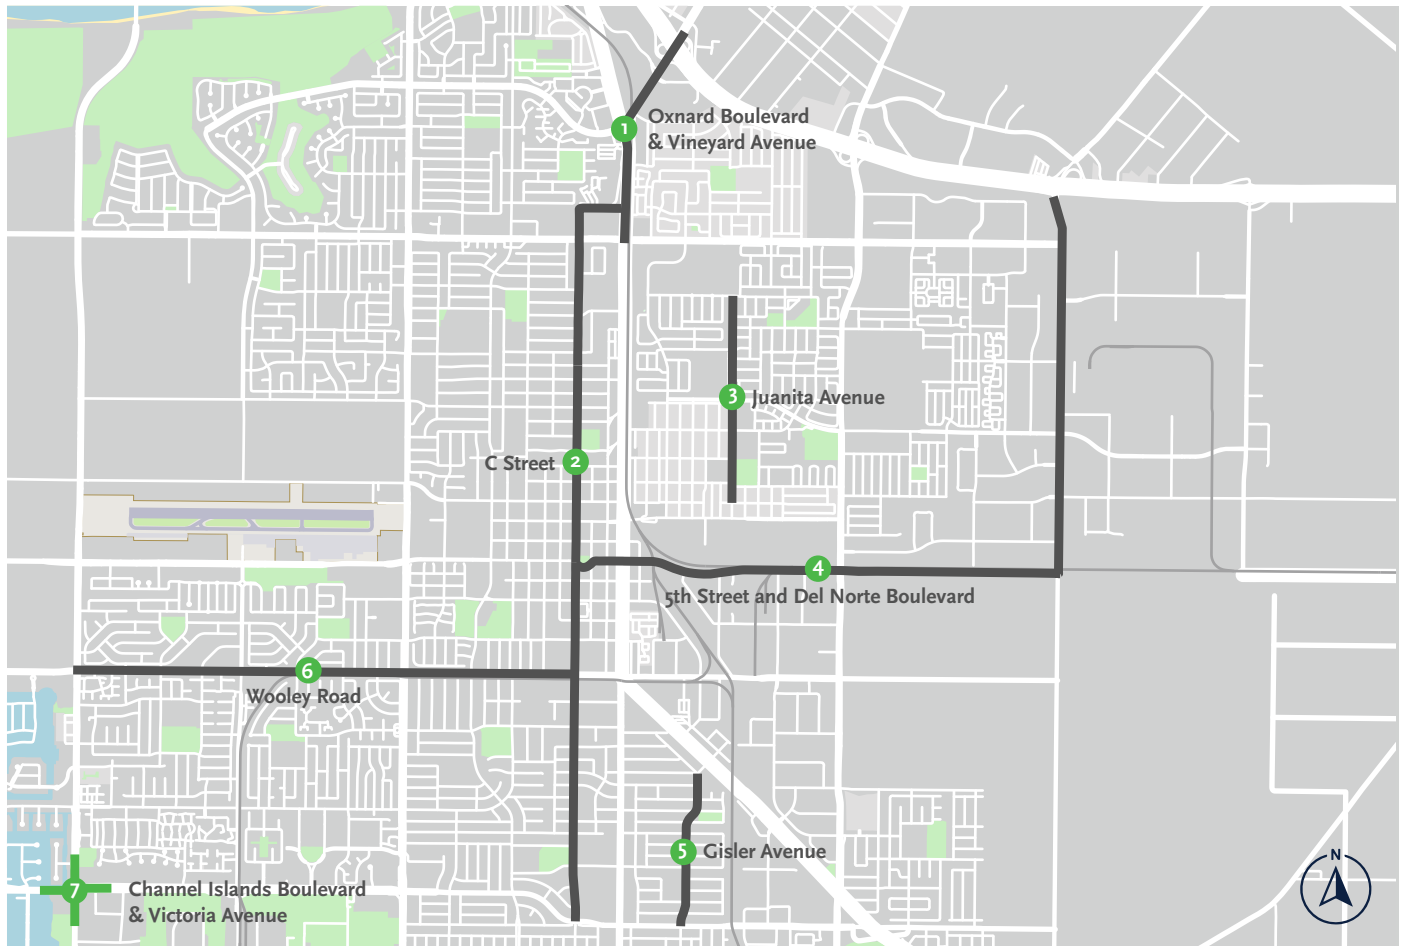 1
Oxnard Boulevard
& Vineyard Avenue
3
Juanita Avenue
C Street
2
4
5th Street and Del Norte Boulevard
6
Wooley Road
5
Gisler Avenue
7
Channel Islands Boulevard
& Victoria Avenue
N